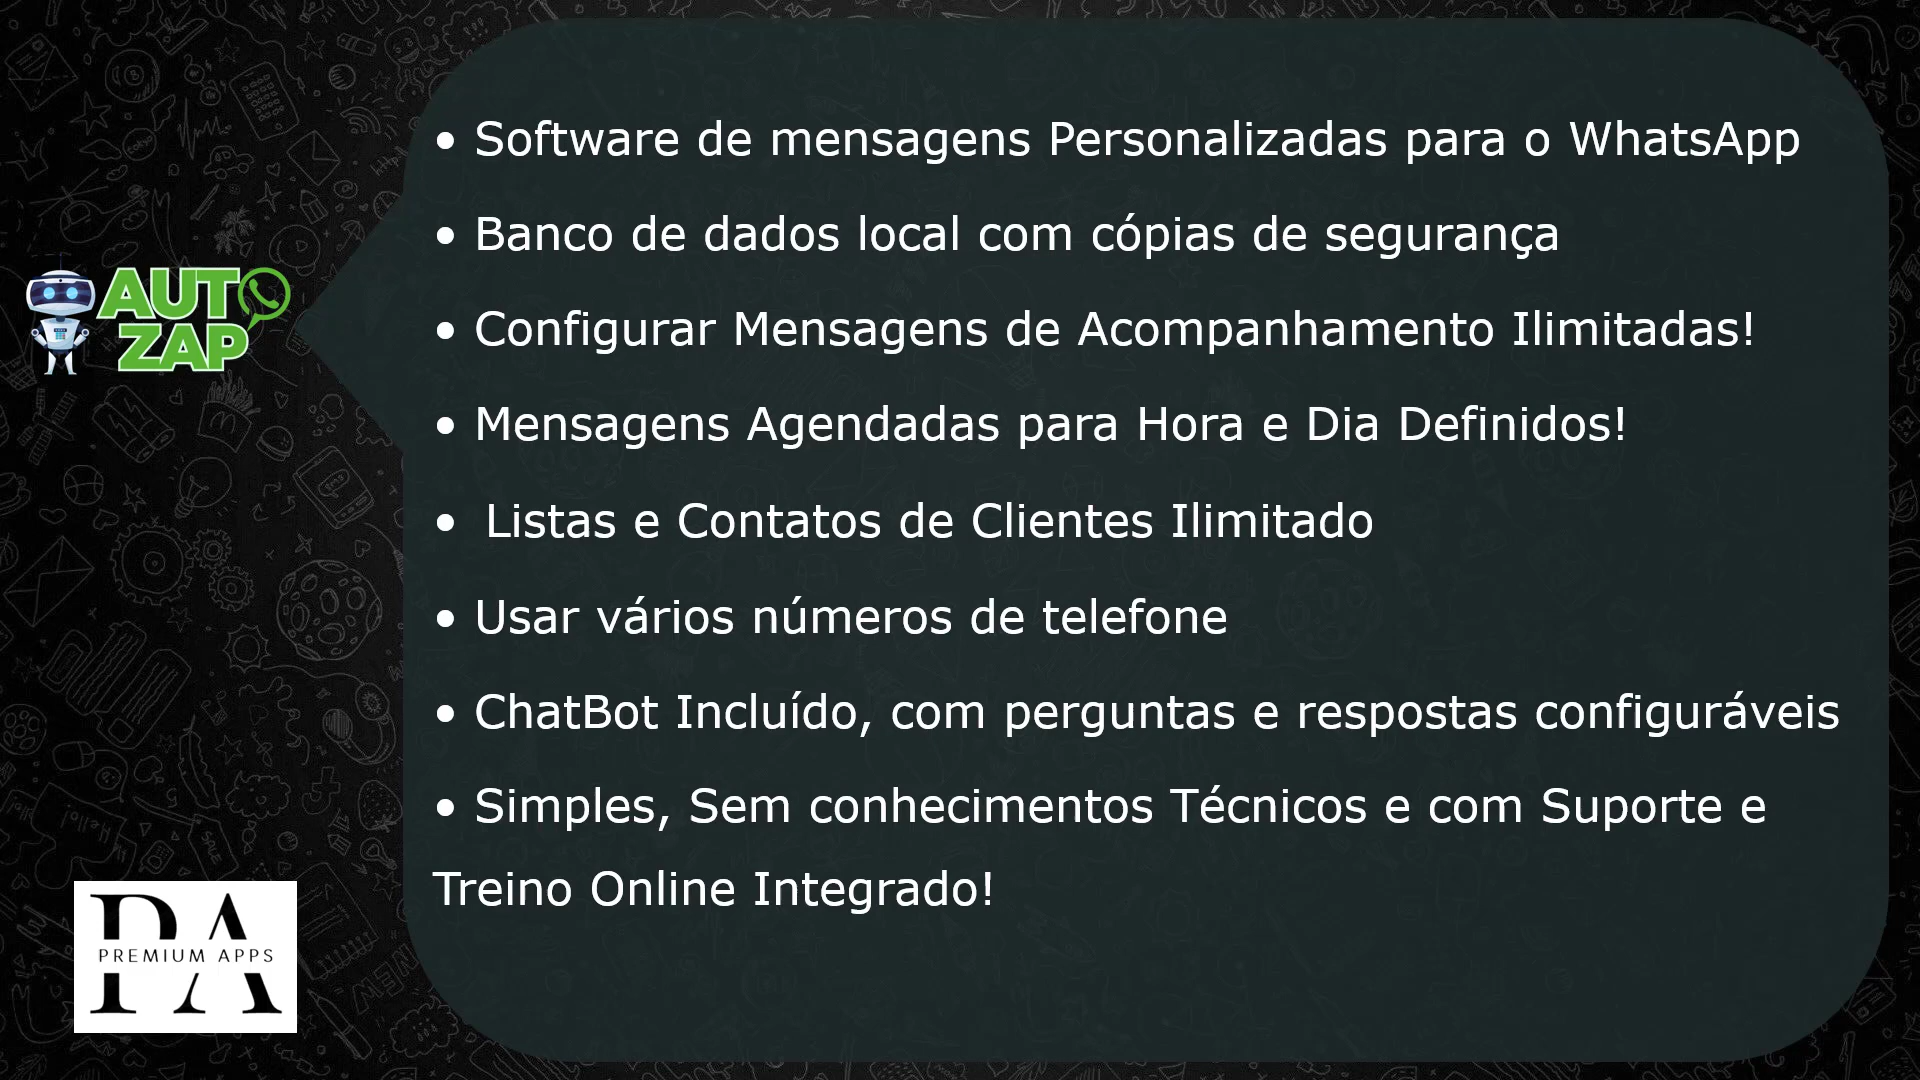 • Software de mensagens Personalizadas para o WhatsApp
• Banco de dados local com cópias de segurança
• Configurar Mensagens de Acompanhamento Ilimitadas!
• Mensagens Agendadas para Hora e Dia Definidos!
• Listas e Contatos de Clientes Ilimitado
• Usar vários números de telefone
• ChatBot Incluído, com perguntas e respostas configuráveis
• Simples, Sem conhecimentos Técnicos e com Suporte e
Treino Online Integrado!
AUTO
ZAP
PA
PREMIUM APPS